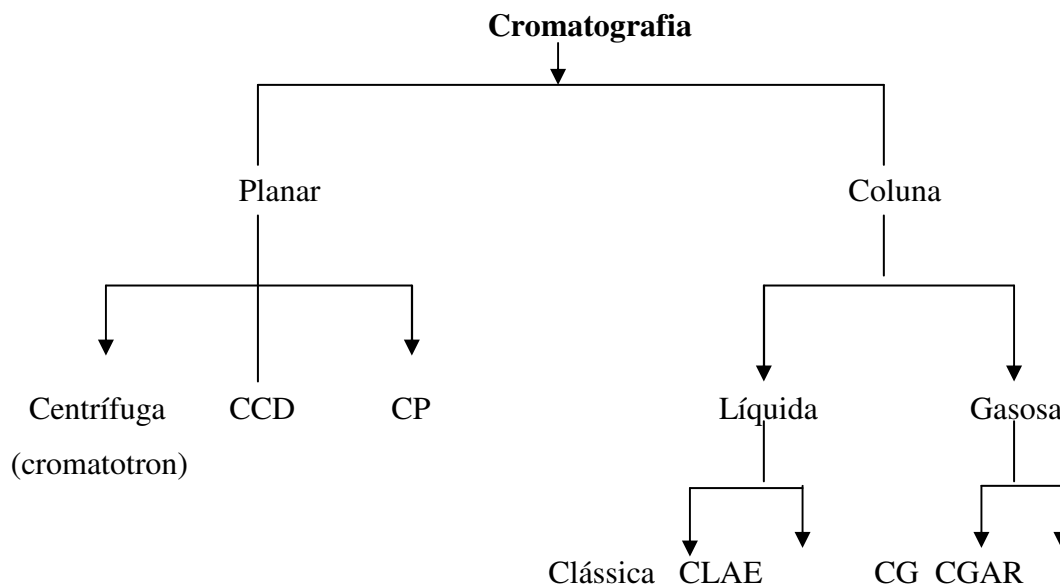 Cromatografia
Planar Coluna
Centrífuga CCD CP Líquida Gasosa
(cromatotron)
Clássica CLAE CG CGAR